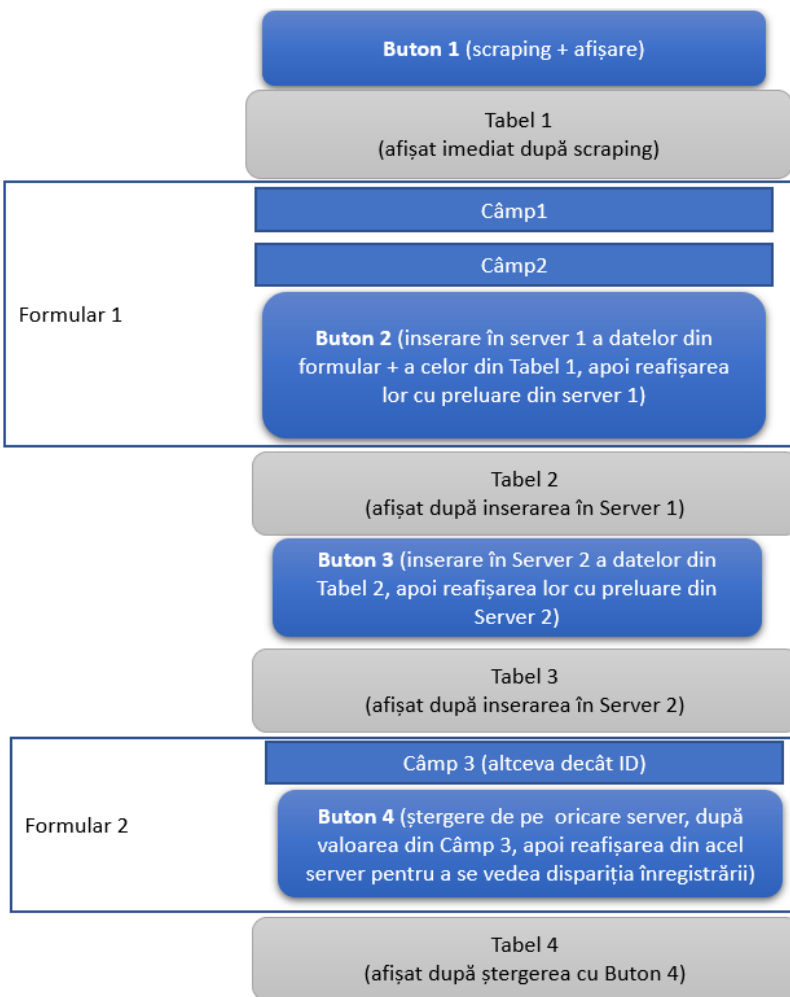 Buton 1 (scraping + afișare)
Tabel 1
(afișat imediat după scraping)
Câmp1
Câmp2
Formular 1
Buton 2 (inserare în server 1 a datelor din
formular + a celor din Tabel 1, apoi reafișarea
lor cu preluare din server 1)
Tabel 2
(afișat după inserarea în Server 1)
Buton 3 (inserare în Server 2 a datelor din
Tabel 2, apoi reafișarea lor cu preluare din
Server 2)
Tabel 3
(afișat după inserarea în Server 2)
Câmp 3 (altceva decât ID)
Formular 2
Buton 4 (ștergere de pe oricare server, după
valoarea din Câmp 3, apoi reafișarea din acel
server pentru a se vedea dispariția înregistrării)
Tabel 4
(afișat după ștergerea cu Buton 4)